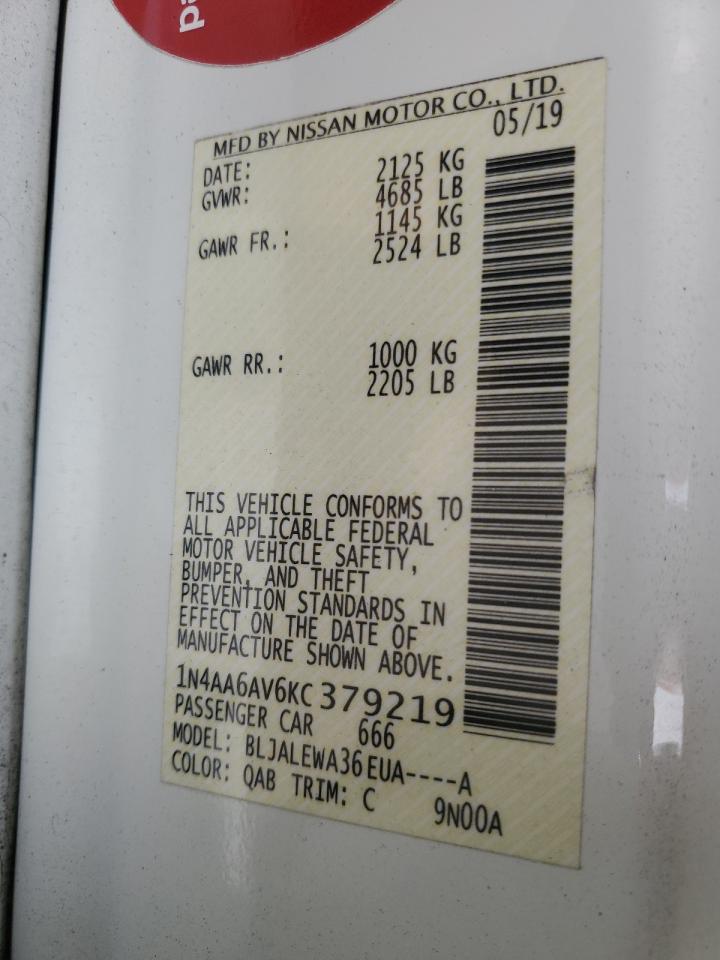 MFD BY NISSAN MOTOR CO., LTD.
DATE: 05/19
GVWR: 2125 KG
4685 LB
GAWR FR.: 1145 KG
2524 LB
GAWR RR.: 1000 KG
2205 LB
THIS VEHICLE CONFORMS TO
ALL APPLICABLE FEDERAL
MOTOR VEHICLE SAFETY,
BUMPER, AND THEFT
PREVENTION STANDARDS IN
EFFECT ON THE DATE OF
MANUFACTURE SHOWN ABOVE.
1N4AA6AV6KC379219
PASSENGER CAR 666
MODEL: BLJALEWA36EUA----A
COLOR: QAB TRIM: C 9N00A